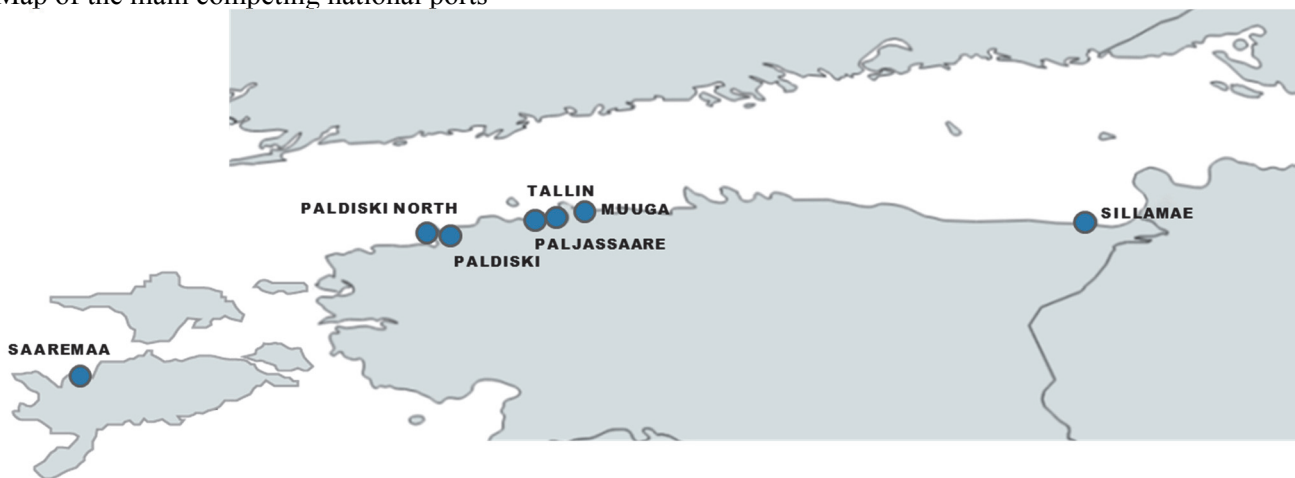 Map of the main competing national ports
TALLIN
PALDISKI NORTH
MUUGA
SILLAMAE
PALJASSAARE
PALDISKI
SAAREMAA